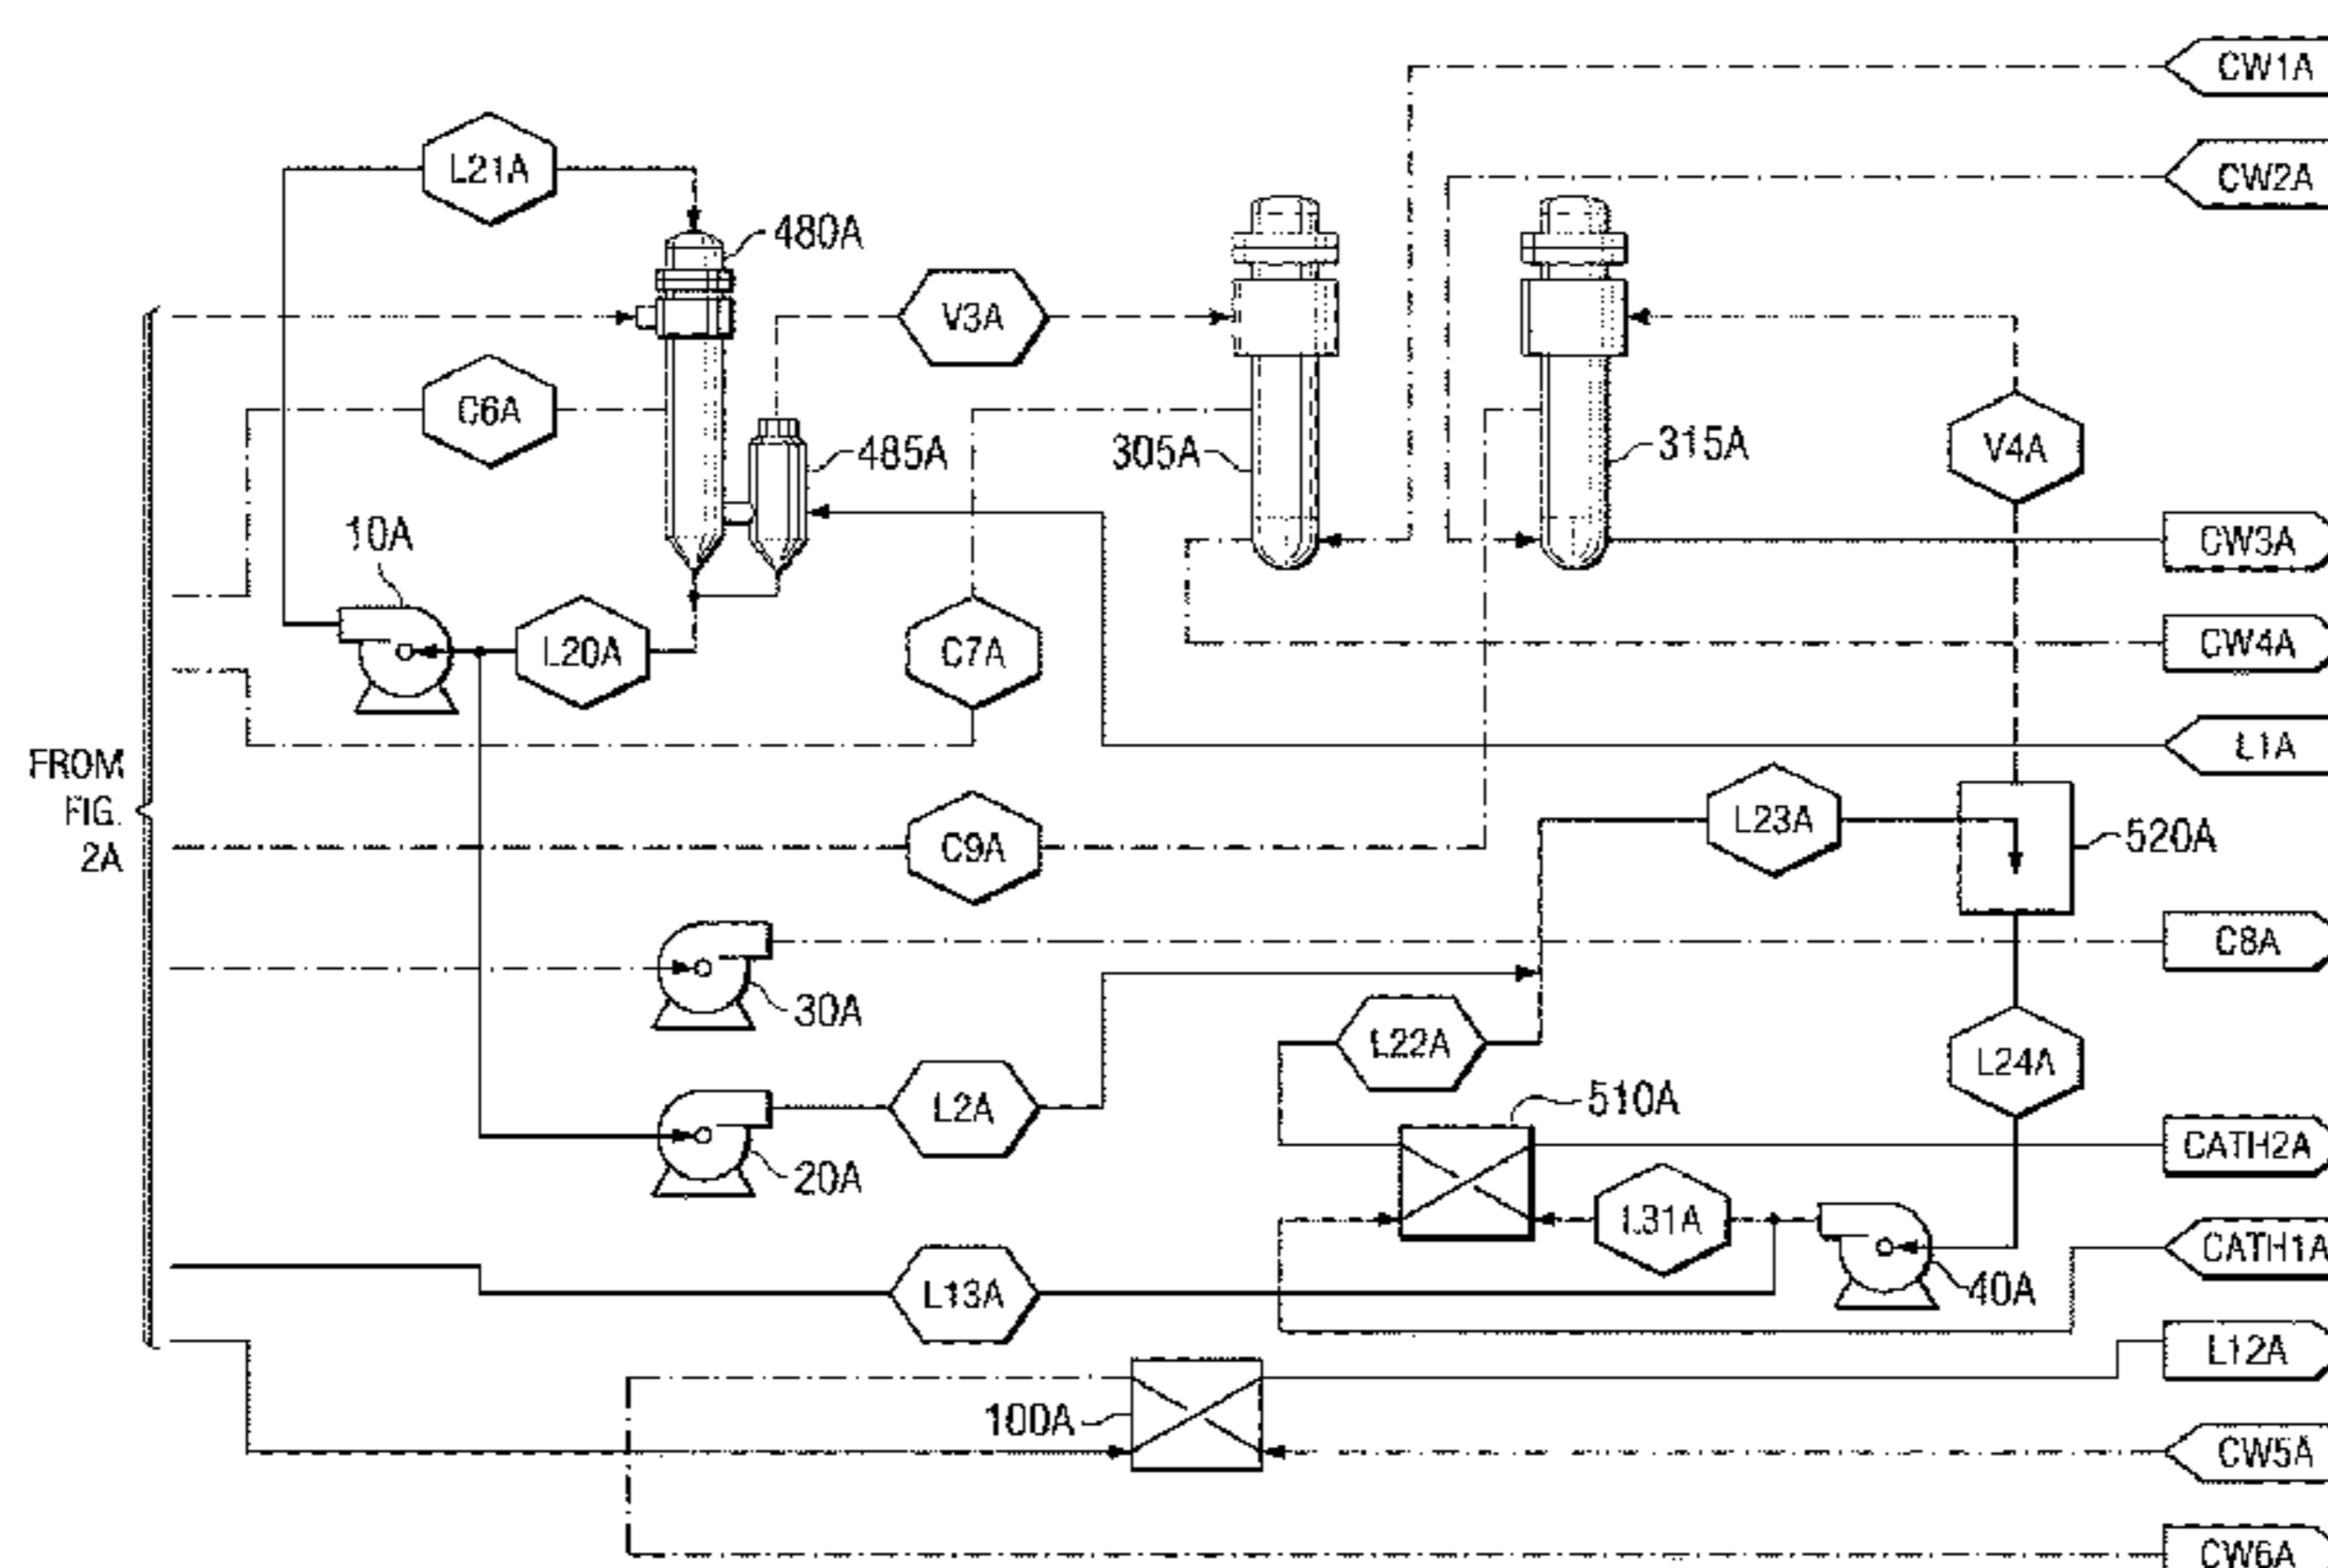 CW1A
CW2A
L21A
480A
V3A
C6A
485A
305A
315A
V4A
10A
CW3A
L20A
C7A
CW4A
FROM
FIG.
2A
L1A
L23A
520A
C9A
C8A
30A
L22A
L24A
L2A
510A
CATH2A
20A
L31A
CATH1A
L13A
40A
L12A
100A
CW5A
CW6A